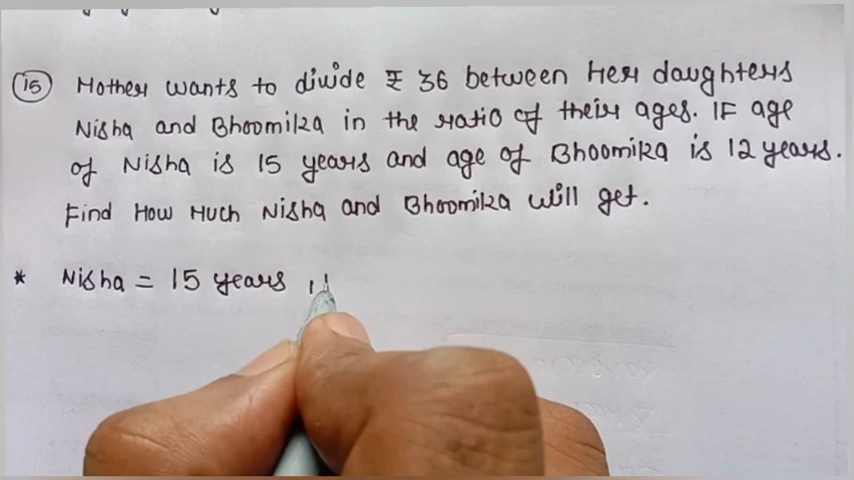 15 Mother wants to divide ₹ 36 between Her daughters
Nisha and Bhoomika in the ratio of their ages. IF age
of Nisha is 15 years and age of Bhoomika is 12 years.
Find How Much Nisha and Bhoomika will get.
* Nisha = 15 years